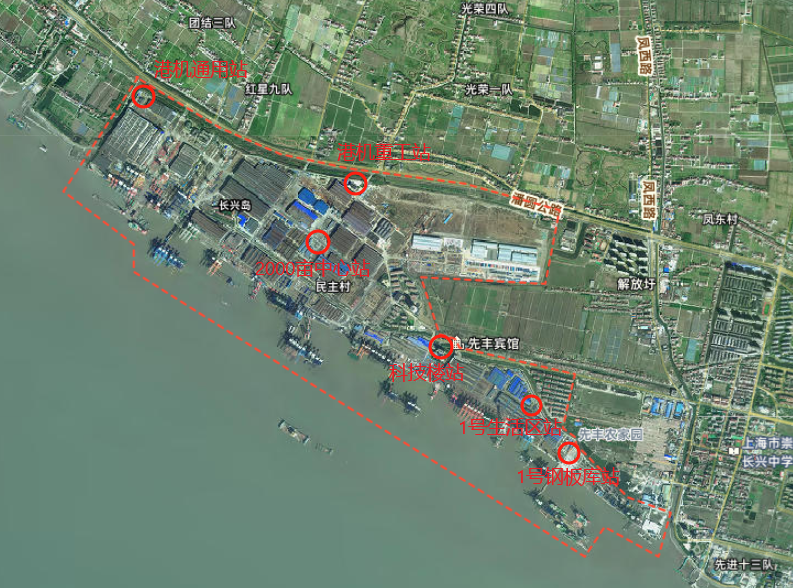 光荣四队
团结三队
凤西路
港机通用站
红星九队
光荣一队
港机重工站
凤西路
潘园公路
长兴岛
凤东村
2000亩中心站
民主村
解放圩
先丰宾馆
科技楼站
1号生活区站
先丰农家园
上海市崇
长兴中学
1号钢板库站
先进十三队